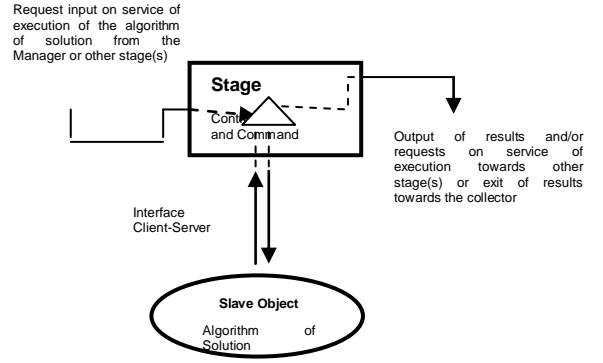 Request input on service of
execution of the algorithm
of solution from the
Manager or other stage(s)
Stage
and Command
Output of results and/or
requests on service of
execution towards other
stage(s) or exit of results
towards the collector
Interface
Client-Server
Slave Object
Algorithm of
Solution